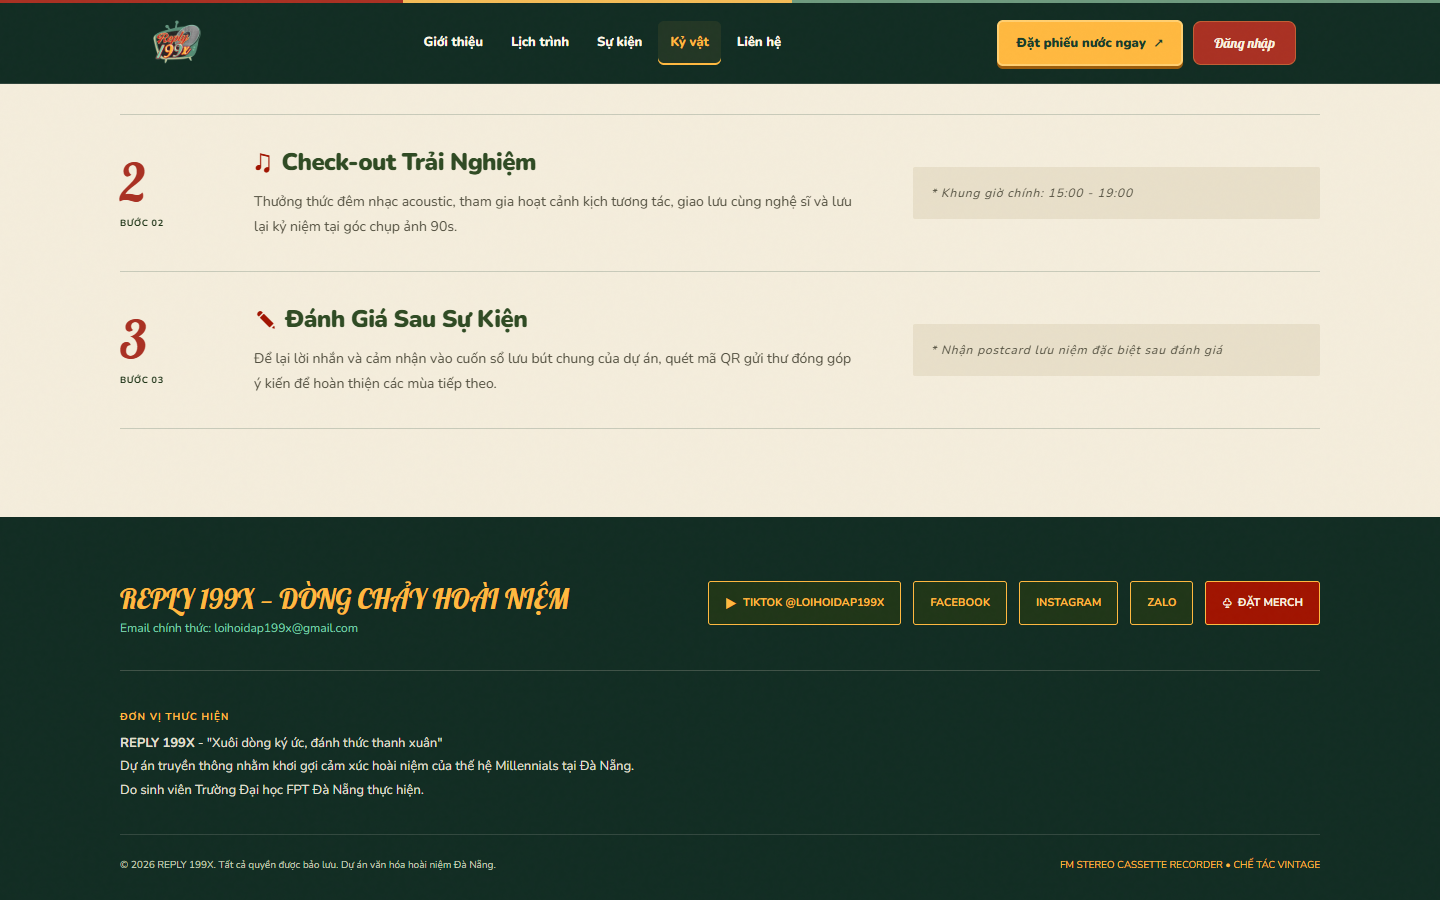 Reply
199x
Giới thiệu
Lịch trình
Sự kiện
Kỷ vật
Liên hệ
Đặt phiếu nước ngay ↗
Đăng nhập
2
BƯỚC 02
♫ Check-out Trải Nghiệm
Thưởng thức đêm nhạc acoustic, tham gia hoạt cảnh kịch tương tác, giao lưu cùng nghệ sĩ và lưu
lại kỷ niệm tại góc chụp ảnh 90s.
* Khung giờ chính: 15:00 - 19:00
3
BƯỚC 03
✏ Đánh Giá Sau Sự Kiện
Để lại lời nhắn và cảm nhận vào cuốn sổ lưu bút chung của dự án, quét mã QR gửi thư đóng góp
ý kiến để hoàn thiện các mùa tiếp theo.
* Nhận postcard lưu niệm đặc biệt sau đánh giá
REPLY 199X – DÒNG CHẢY HOÀI NIỆM
Email chính thức: loihoidap199x@gmail.com
▶ TIKTOK @LOIHOIDAP199X
FACEBOOK
INSTAGRAM
ZALO
♧ ĐẶT MERCH
ĐƠN VỊ THỰC HIỆN
REPLY 199X - "Xuôi dòng ký ức, đánh thức thanh xuân"
Dự án truyền thông nhằm khơi gợi cảm xúc hoài niệm của thế hệ Millennials tại Đà Nẵng.
Do sinh viên Trường Đại học FPT Đà Nẵng thực hiện.
© 2026 REPLY 199X. Tất cả quyền được bảo lưu. Dự án văn hóa hoài niệm Đà Nẵng.
FM STEREO CASSETTE RECORDER • CHẾ TÁC VINTAGE